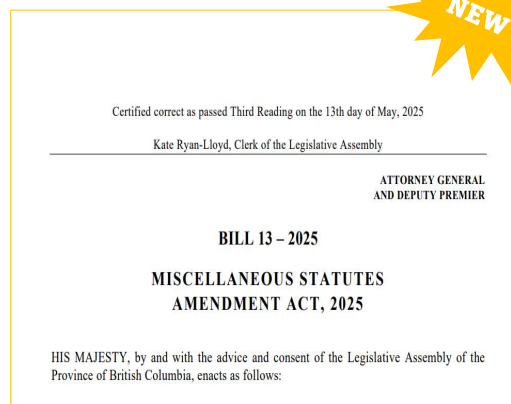 NEW
Certified correct as passed Third Reading on the 13th day of May, 2025
Kate Ryan-Lloyd, Clerk of the Legislative Assembly
ATTORNEY GENERAL
AND DEPUTY PREMIER
BILL 13 – 2025
MISCELLANEOUS STATUTES
AMENDMENT ACT, 2025
HIS MAJESTY, by and with the advice and consent of the Legislative Assembly of the
Province of British Columbia, enacts as follows: